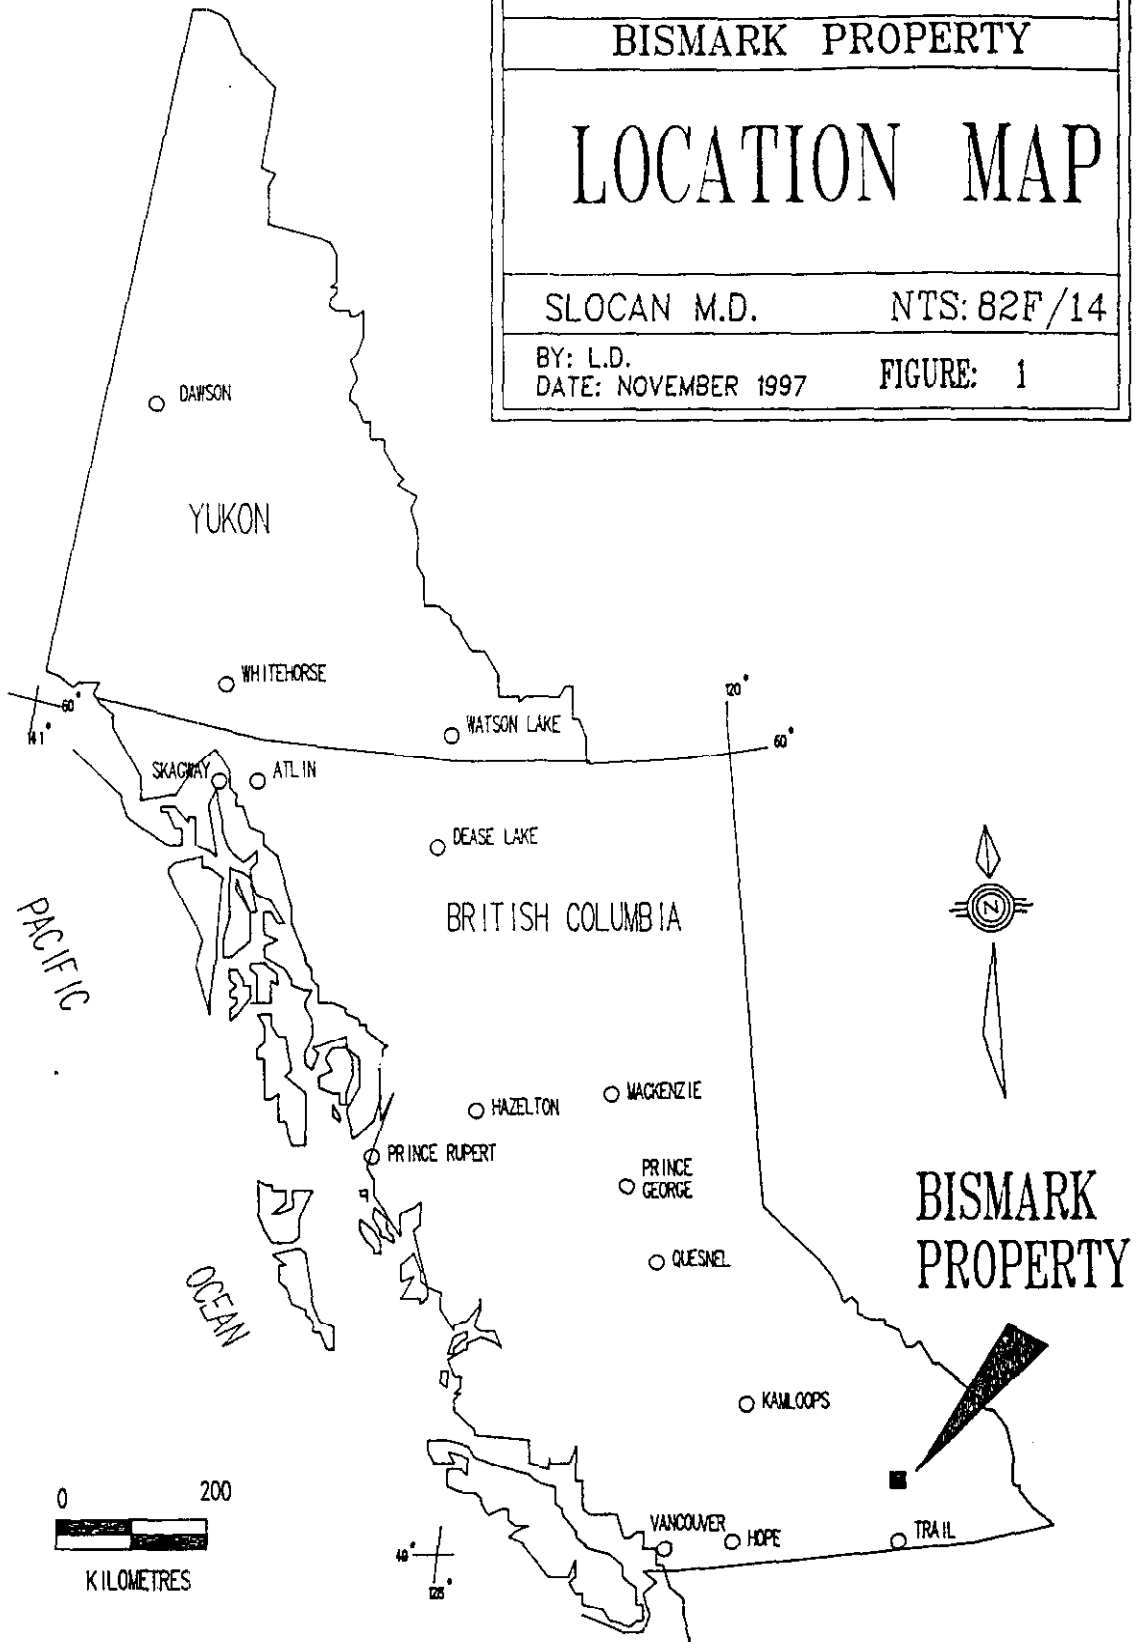 BISMARK PROPERTY
LOCATION MAP
SLOCAN M.D. NTS: 82F/14
BY: L.D.
DATE: NOVEMBER 1997 FIGURE: 1
DAWSON
YUKON
WHITEHORSE
60°
141°
WATSON LAKE
120°
60°
SKAGWAY
ATLIN
DEASE LAKE
BRITISH COLUMBIA
PACIFIC
N
HAZELTON
MACKENZIE
PRINCE RUPERT
PRINCE
GEORGE
BISMARK
PROPERTY
QUESNEL
OCEAN
KAMLOOPS
0 200
KILOMETRES
VANCOUVER
HOPE
TRAIL
128°